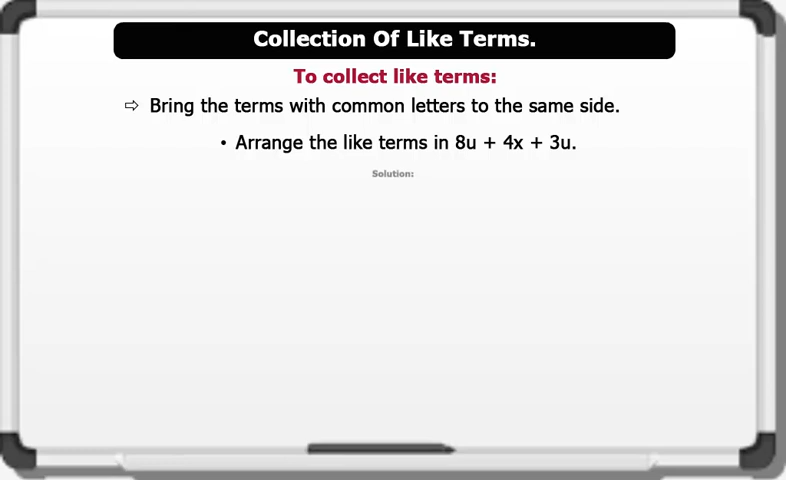 Collection Of Like Terms.
To collect like terms:
⇨ Bring the terms with common letters to the same side.
• Arrange the like terms in 8u + 4x + 3u.
Solution: